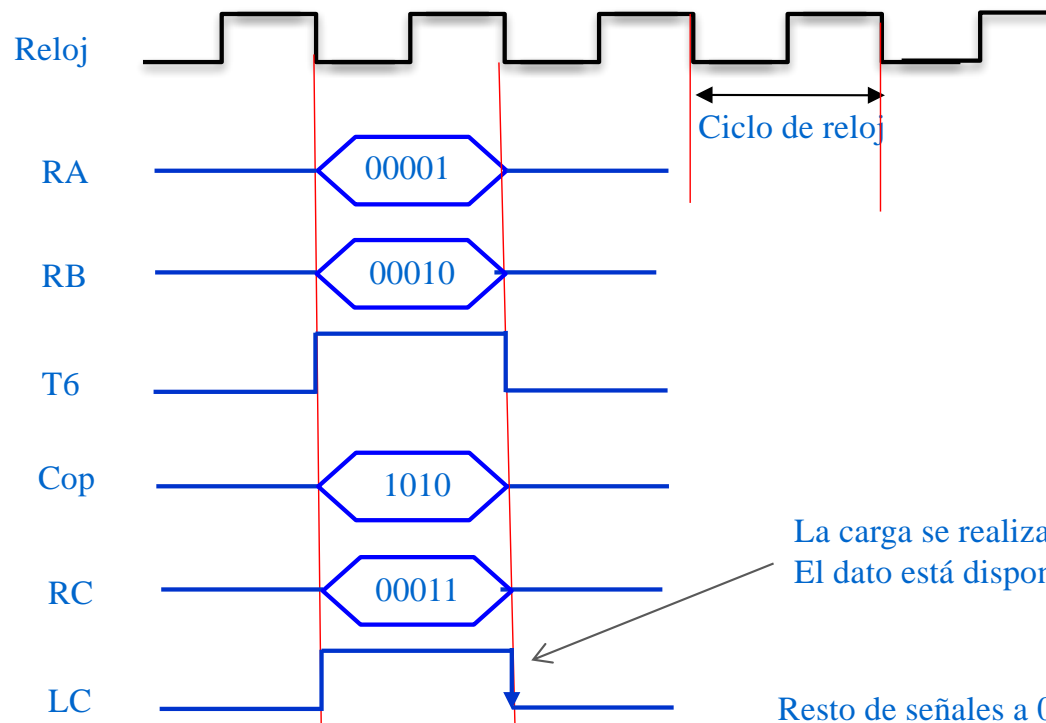 Reloj
Ciclo de reloj
RA
00001
RB
00010
T6
Cop
1010
La carga se realiza
El dato está
RC
00011
LC
Resto de señales a 0